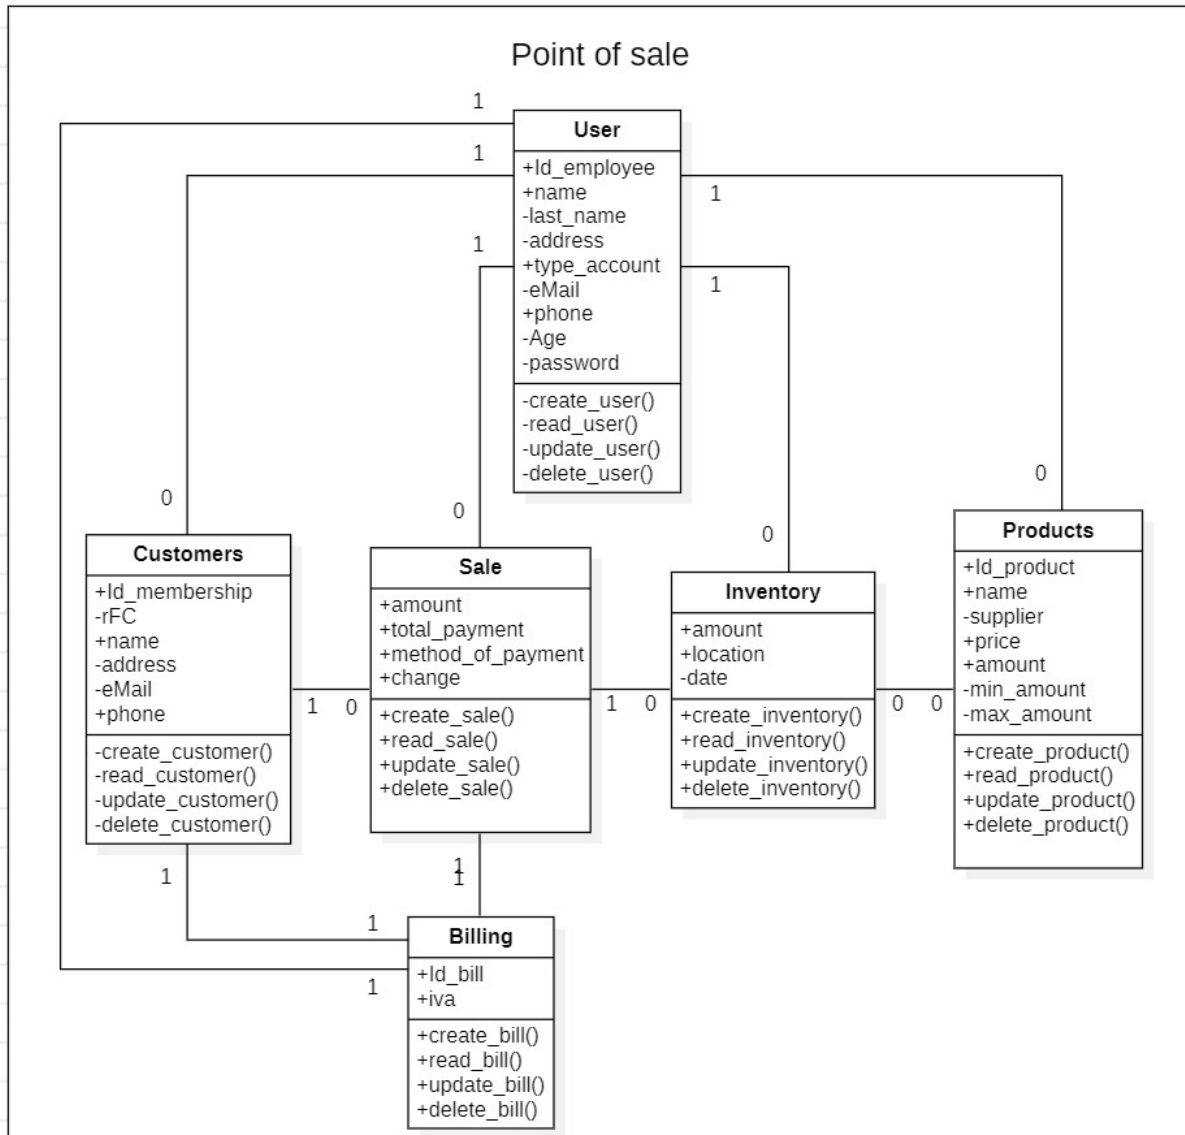 Point of sale
1
User
1
+Id_employee
+name
1
-last_name
-address
1
+type_account
1
-eMail
+phone
-Age
-password
-create_user()
-read_user()
-update_user()
-delete_user()
0
0
0
0
Customers
+Id_membership
-rFC
+name
-address
-eMail
+phone
-create_customer()
-read_customer()
-update_customer()
-delete_customer()
1
0
Sale
+amount
+total_payment
+method_of_payment
+change
+create_sale()
+read_sale()
+update_sale()
+delete_sale()
1
0
Inventory
+amount
+location
-date
+create_inventory()
+read_inventory()
+update_inventory()
+delete_inventory()
0
0
Products
+Id_product
+name
-supplier
+price
+amount
-min_amount
-max_amount
+create_product()
+read_product()
+update_product()
+delete_product()
1
1
1
1
1
Billing
+Id_bill
+iva
+create_bill()
+read_bill()
+update_bill()
+delete_bill()